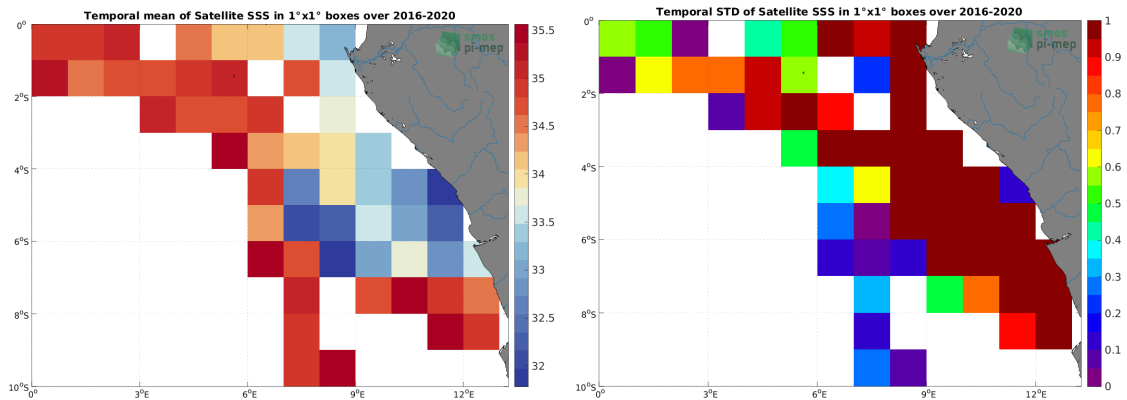 Temporal mean of Satellite SSS in 1°x1° boxes over 2016-2020
0°
2°S
4°S
6°S
8°S
10°S
0°
3°E
6°E
9°E
12°E
smos
pi-mep
35.5
35
34.5
34
33.5
33
32.5
32
Temporal STD of Satellite SSS in 1°x1° boxes over 2016-2020
0°
2°S
4°S
6°S
8°S
10°S
0°
3°E
6°E
9°E
12°E
smos
pi-mep
1
0.9
0.8
0.7
0.6
0.5
0.4
0.3
0.2
0.1
0